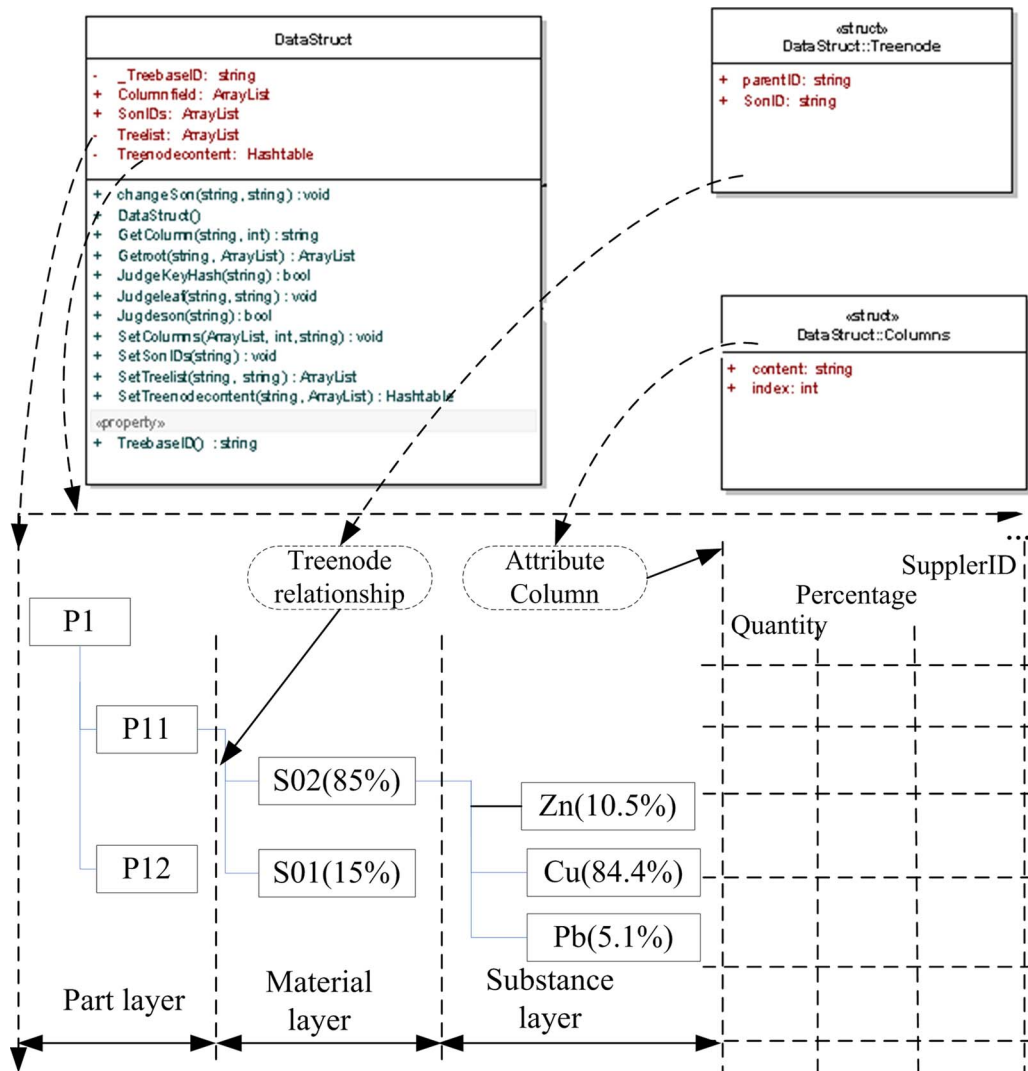 DataStruct
- _TreebaseID: string
+ Columnfield: ArrayList
+ SonIDs: ArrayList
- Treelist: ArrayList
- Treenodecontent: Hashtable
+ changeSon(string, string) : void
+ DataStruct()
+ GetColumn(string, int) : string
+ Getroot(string, ArrayList) : ArrayList
+ JudgeKeyHash(string) : bool
+ Judgeleaf(string, string) : void
+ Jugdeson(string) : bool
+ SetColumns(ArrayList, int, string) : void
+ SetSonIDs(string) : void
+ SetTreelist(string, string) : ArrayList
+ SetTreenodecontent(string, ArrayList) : Hashtable
«property»
+ TreebaseID() : string
«struct»
DataStruct::Treenode
+ parentID: string
+ SonID: string
«struct»
DataStruct::Columns
+ content: string
+ index: int
Treenode
relationship
Attribute
Column
...
SupplerID
Percentage
Quantity
P1
P11
P12
S02(85%)
S01(15%)
Zn(10.5%)
Cu(84.4%)
Pb(5.1%)
Part layer
Material
layer
Substance
layer